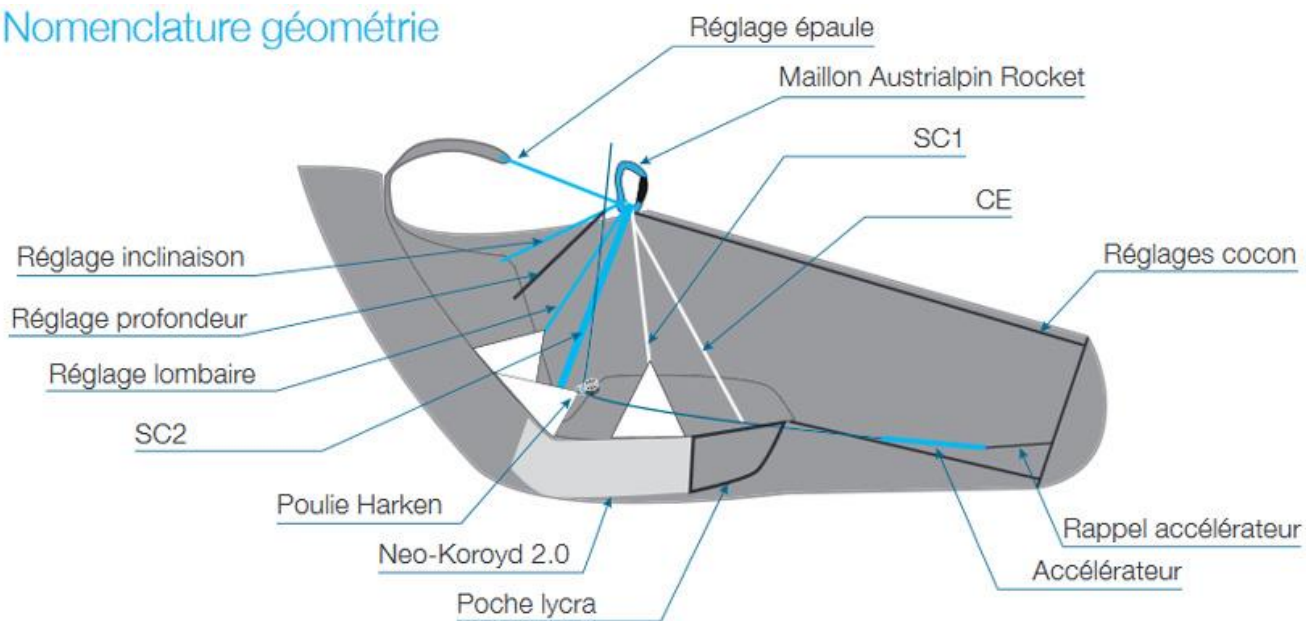 Nomenclature géométrie
Réglage épaule
Maillon Austrialpin Rocket
SC1
CE
Réglages cocon
Réglage inclinaison
Réglage profondeur
Réglage lombaire
SC2
Poulie Harken
Neo-Koroyd 2.0
Poche lycra
Rappel accélérateur
Accélérateur